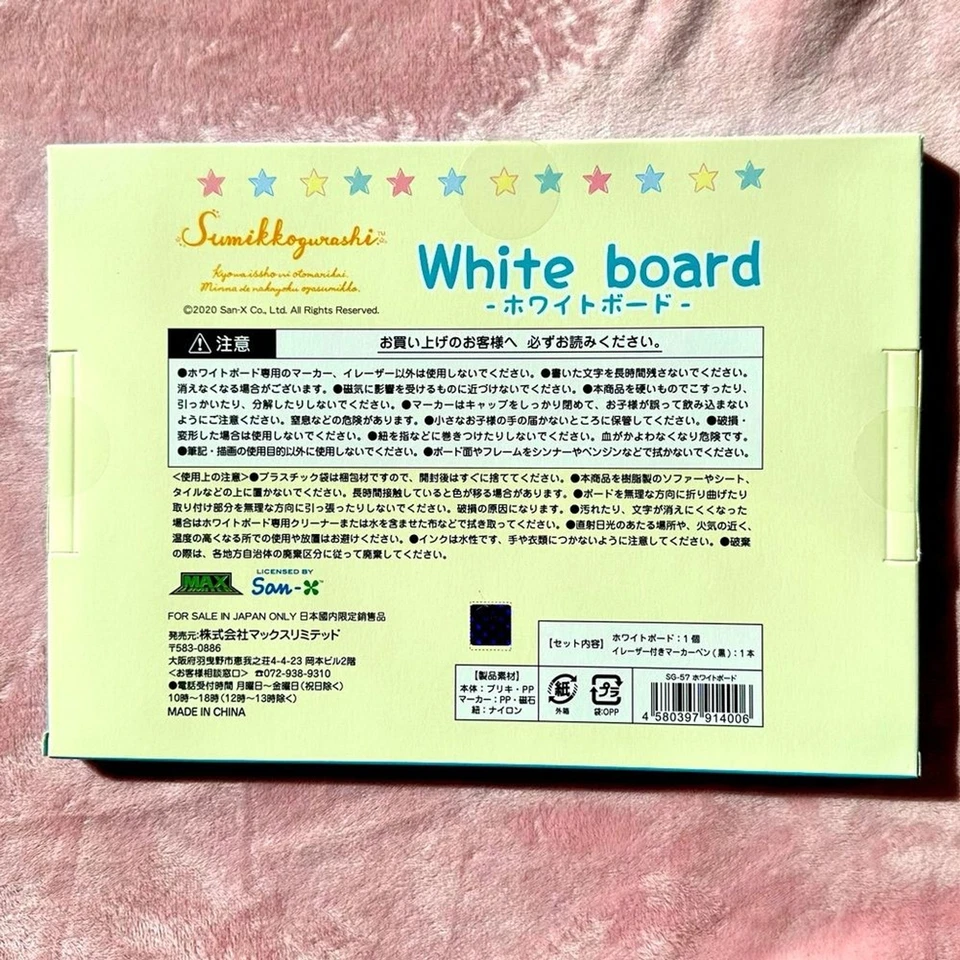 Sumikkogurashi™
Kyouwa issho ni otomarikai.
Minna de nakayoku ogasumikko.
©2020 San-X Co., Ltd. All Rights Reserved.
White board
-ホワイトボード-
注意
お買い上げのお客様へ 必ずお読みください。
●ホワイトボード専用のマーカー、イレーザー以外は使用しないでください。●書いた文字を長時間残さないでください。
消えなくなる場合がございます。●磁気に影響を受けるものに近づけないでください。●本商品を硬いものでこすったり、
引っかいたり、分解したりしないでください。●マーカーはキャップをしっかり閉めて、お子様が誤って飲み込まない
ようにご注意ください。窒息などの危険があります。●小さなお子様の手の届かないところに保管してください。●破損・
変形した場合は使用しないでください。●紐を指などに巻きつけたりしないでください。血がかよわなくなり危険です。
●筆記・描画の使用目的以外に使用しないでください。●ボード面やフレームをシンナーやベンジンなどで拭かないでください。
<使用上の注意>●プラスチック袋は梱包材ですので、開封後はすぐに捨ててください。●本商品を樹脂製のソファーやシート、
タイルなどの上に置かないでください。長時間接触していると色が移る場合があります。●ボードを無理な方向に折り曲げたり
取り付け部分を無理な方向に引っ張ったりしないでください。破損の原因になります。●汚れたり、文字が消えにくくなった
場合はホワイトボード専用クリーナーまたは水を含ませた布などで拭き取ってください。●直射日光のあたる場所や、火気の近く、
温度の高くなる所での使用や放置はお避けください。●インクは水性です、手や衣類につかないように注意してください。●破棄
の際は、各地方自治体の廃棄区分に従って廃棄してください。
MAX
LICENSED BY
San-X™
FOR SALE IN JAPAN ONLY 日本國内限定銷售品
発売元:株式会社マックスリミテッド
〒583-0886
大阪府羽曳野市恵我之荘4-4-23 岡本ビル2階
<お客様相談窓口> ☎072-938-9310
●電話受付時間 月曜日〜金曜日(祝日除く)
10時〜18時(12時〜13時除く)
MADE IN CHINA
【セット内容】
ホワイトボード:1個
イレーザー付きマーカーペン(黒):1本
【製品素材】
本体:ブリキ・PP
マーカー:PP・磁石
紐:ナイロン
紙
外箱
プラ
袋:OPP
SG-57 ホワイトボード
4 580397 914006